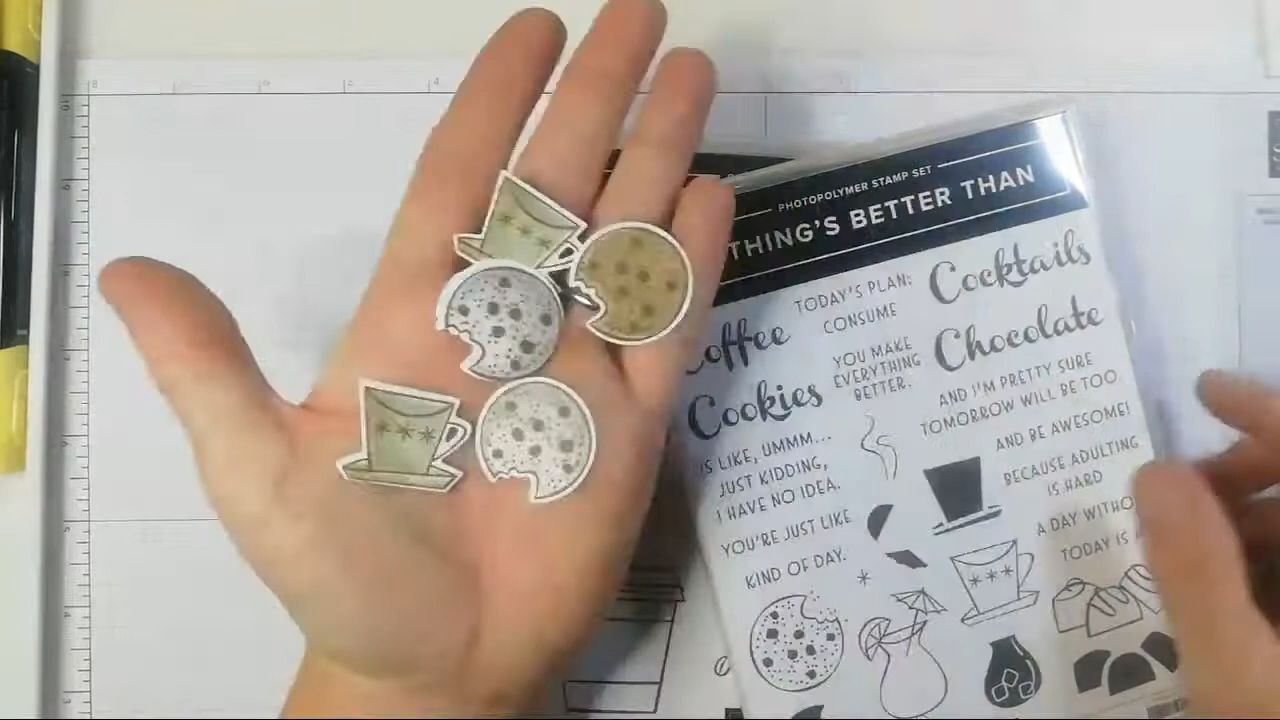 PHOTOPOLYMER STAMP SET
THING'S BETTER THAN
Cocktails
TODAY'S PLAN:
CONSUME
Coffee
Chocolate
YOU MAKE
EVERYTHING
BETTER.
Cookies
AND I'M PRETTY SURE
TOMORROW WILL BE TOO.
IS LIKE, UMMM...
JUST KIDDING,
I HAVE NO IDEA.
AND BE AWESOME!
BECAUSE ADULTING
IS HARD
YOU'RE JUST LIKE
KIND OF DAY.
A DAY WITHO
TODAY IS A